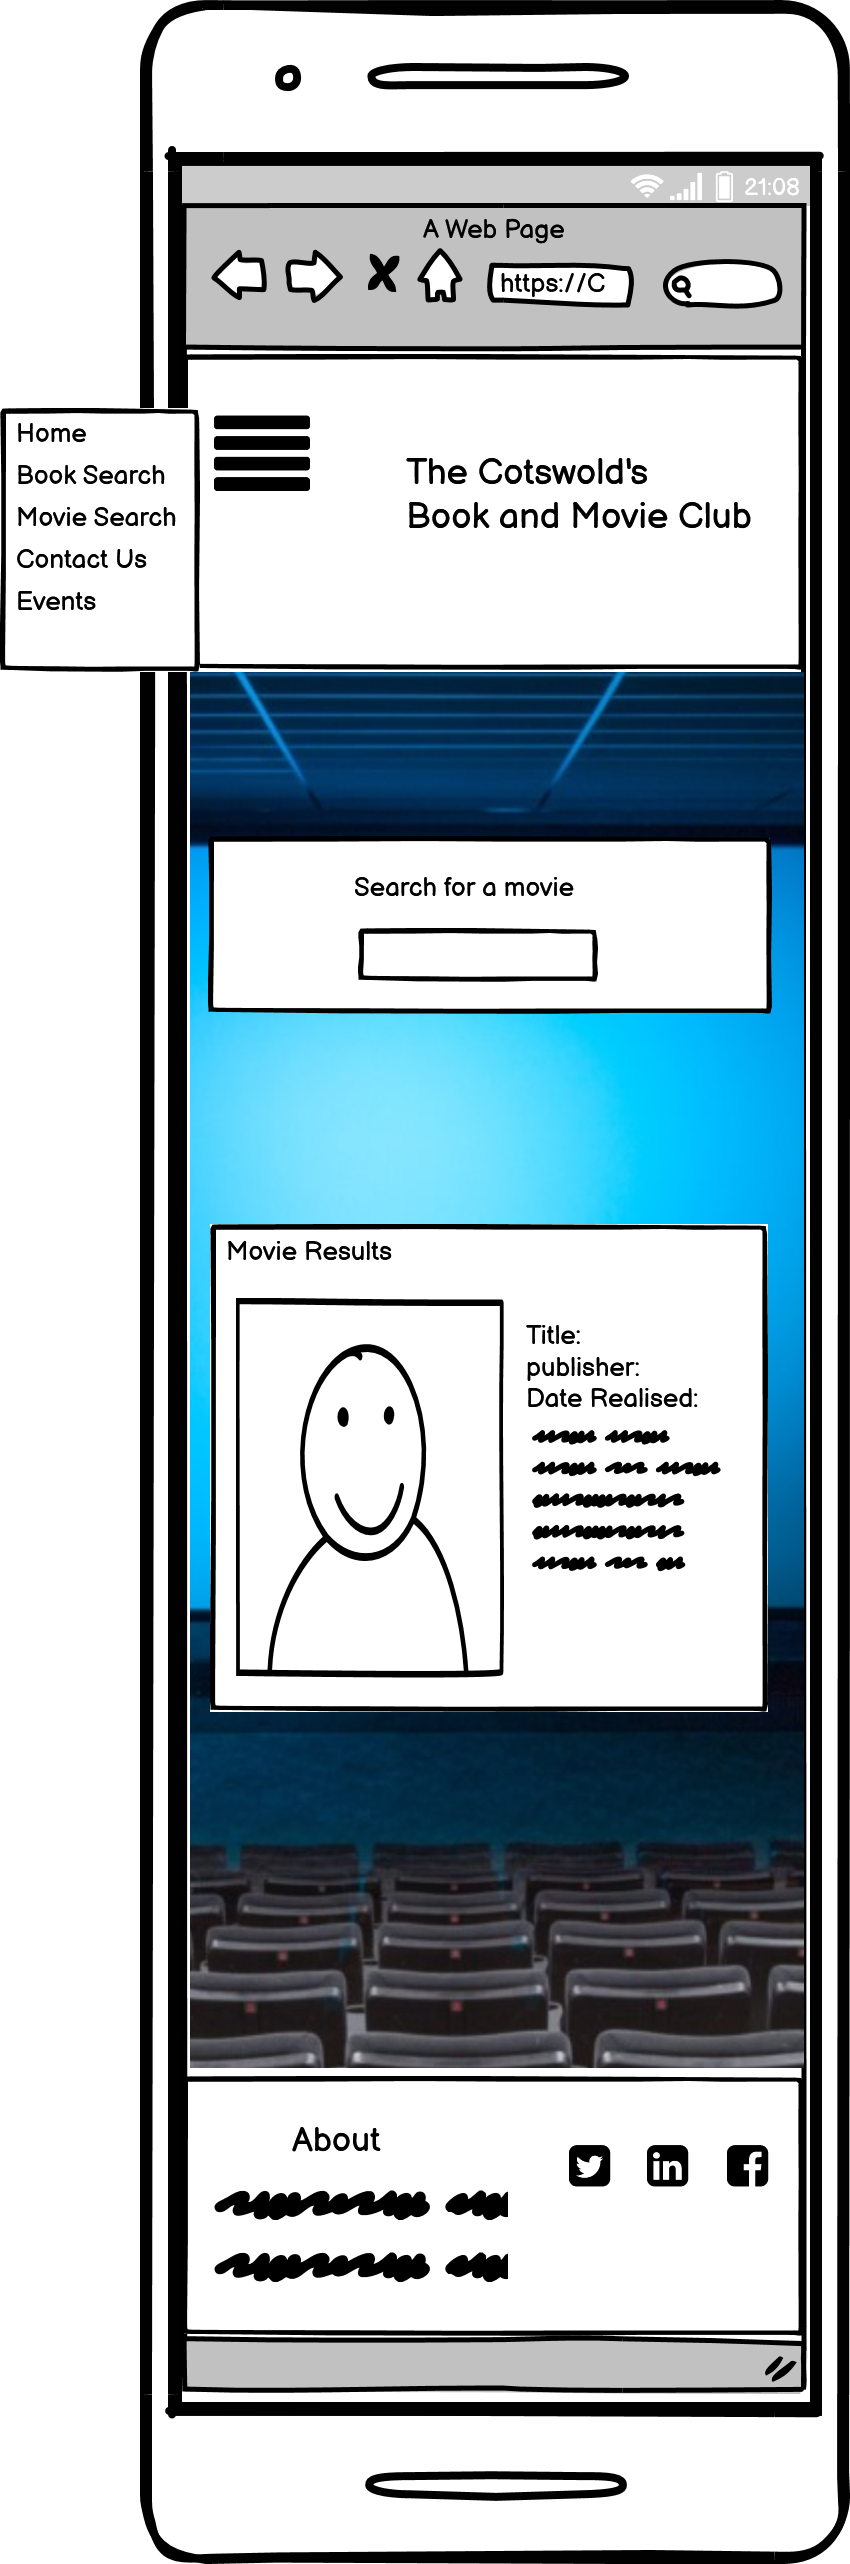 21:08
A Web Page
https://C
Home
Book Search
Movie Search
Contact Us
Events
The Cotswold's
Book and Movie Club
Search for a movie
Movie Results
Title:
publisher:
Date Realised:
About